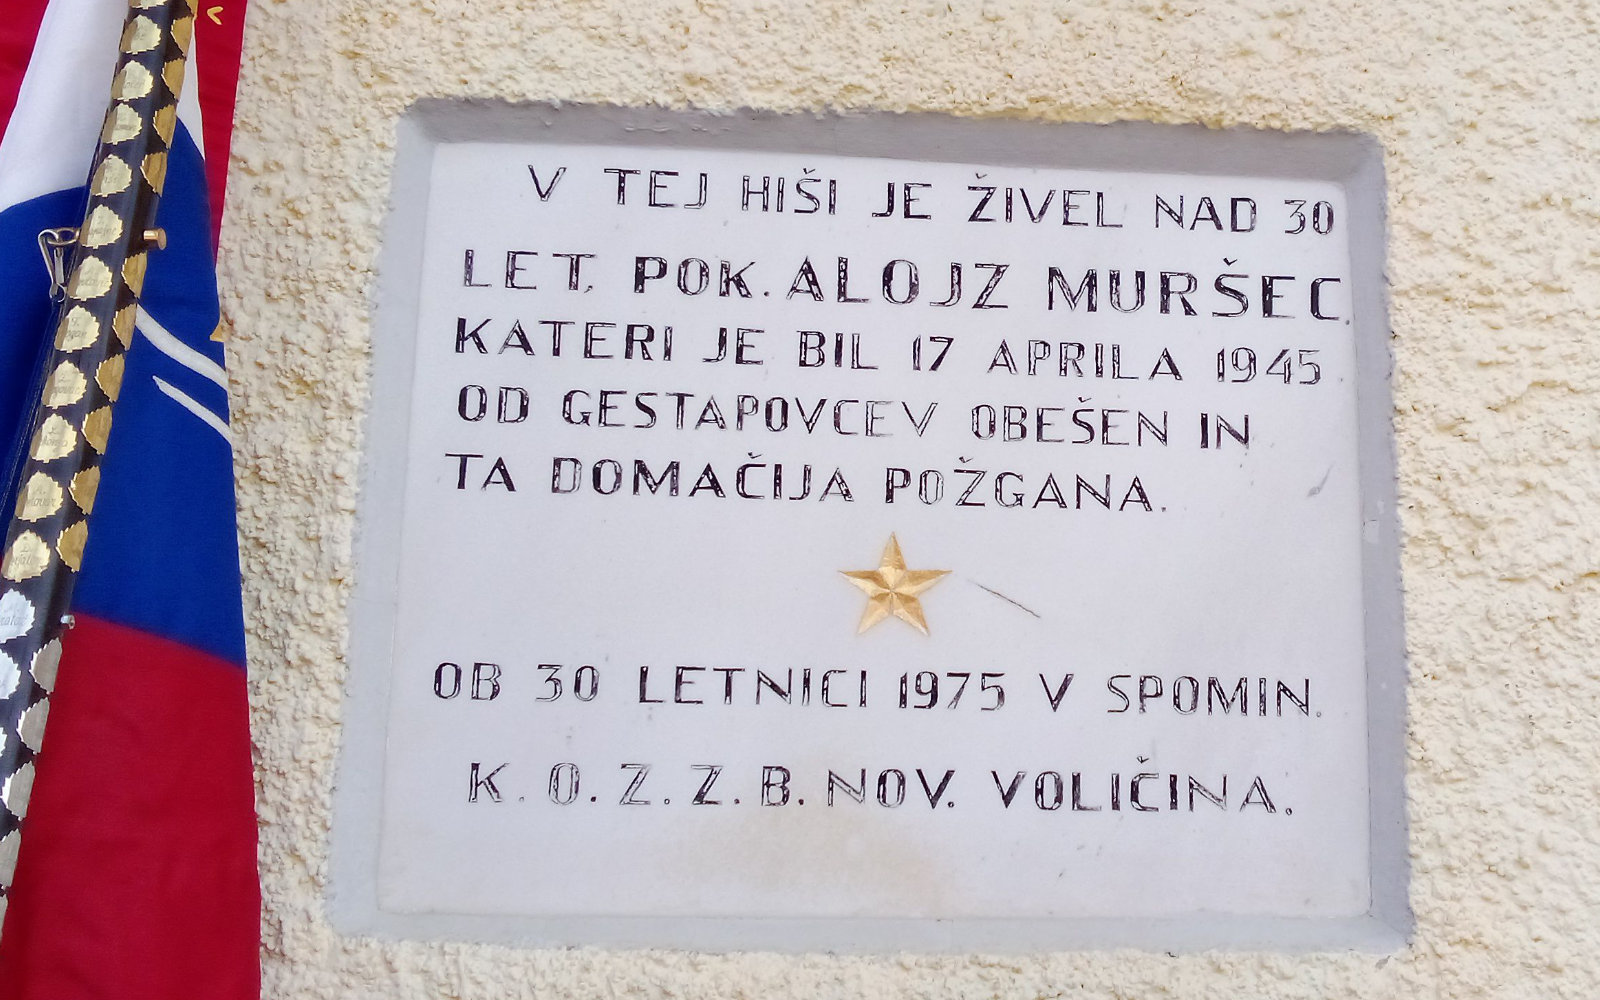 V TEJ HIŠI JE ŽIVEL NAD 30
LET, POK. ALOJZ MURŠEC.
KATERI JE BIL 17 APRILA 1945
OD GESTAPOVCEV OBEŠEN IN
TA DOMAČIJA POŽGANA.
OB 30 LETNICI 1975 V SPOMIN.
K. O. Z. Z. B. NOV. VOLIČINA.